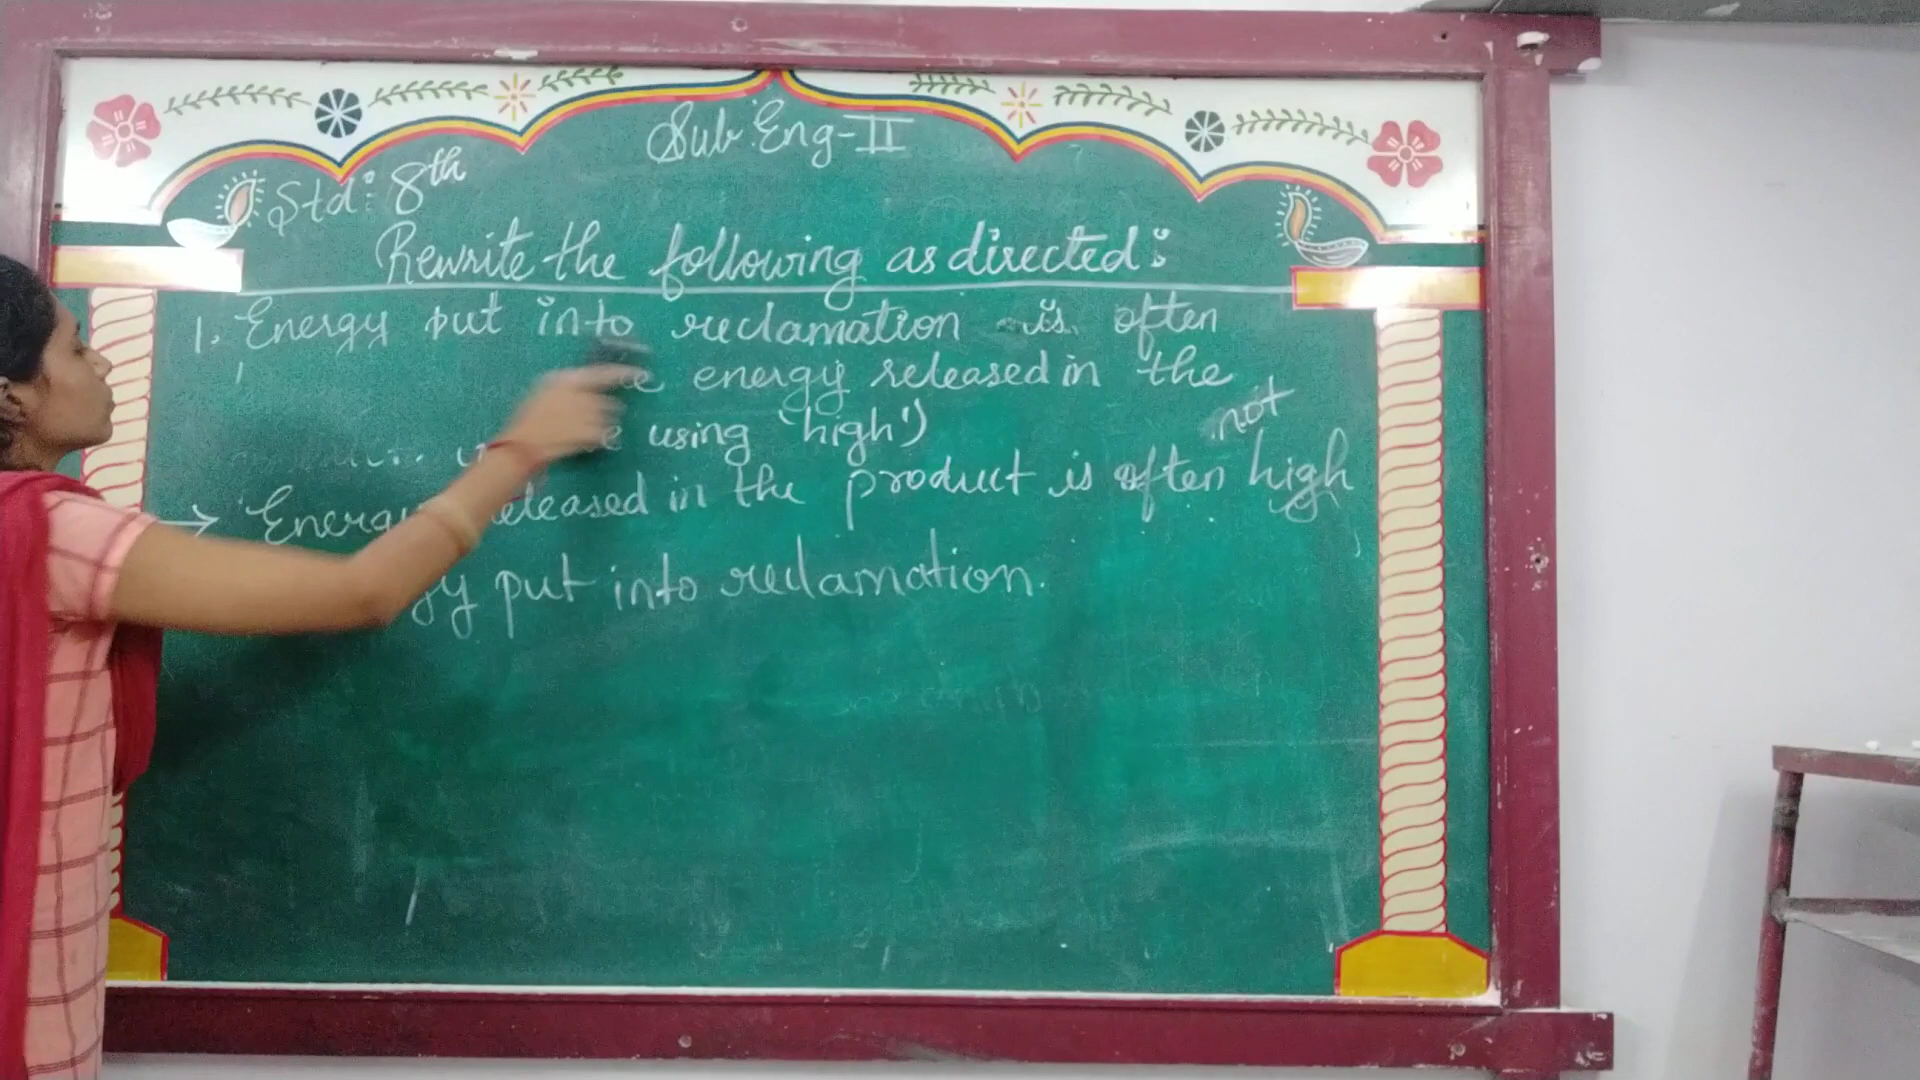 Sub: Eng-II
Std: 8th
Rewrite the following as directed:
1. Energy put into reclamation is often
energy released in the
using 'high')
not
→ Energy released in the product is often high
put into reclamation.